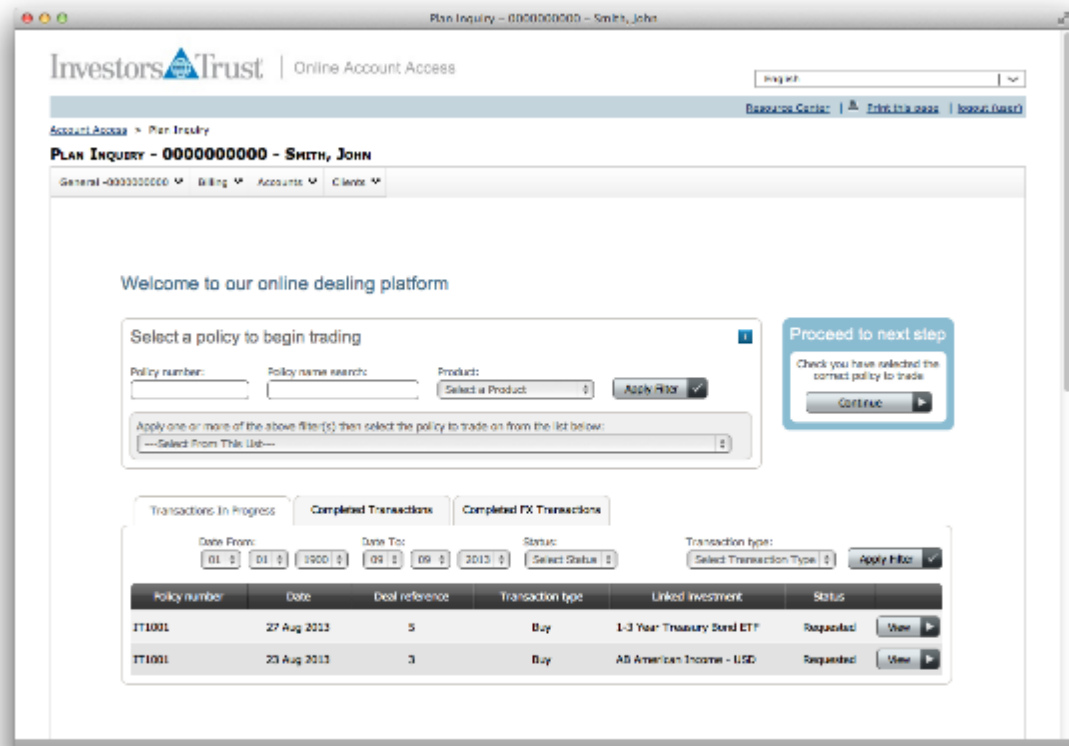 Plan Inquiry – 0000000000 – Smith, John
Investors Trust | Online Account Access
English
Resource Center | Print this page | logout (user)
Account Access > Plan Inquiry
PLAN INQUIRY - 0000000000 - SMITH, JOHN
General -0000000000 Billing Accounts Clients
Welcome to our online dealing platform
Select a policy to begin trading
Proceed to next step
Check you have selected the
correct policy to trade
Continue
Policy number: Policy name search: Product:
Select a Product Apply Filter
Apply one or more of the above filter(s) then select the policy to trade on from the list below:
---Select From This List---
Transactions In Progress Completed Transactions Completed FX Transactions
Date From: Date To: Status: Transaction type:
01 01 1900 09 09 2013 Select Status Select Transaction Type Apply Filter
Policy number Date Deal reference Transaction type Linked investment Status
IT1001 27 Aug 2013 5 Buy 1-3 Year Treasury Bond ETF Requested View
IT1001 23 Aug 2013 3 Buy AB American Income - USD Requested View